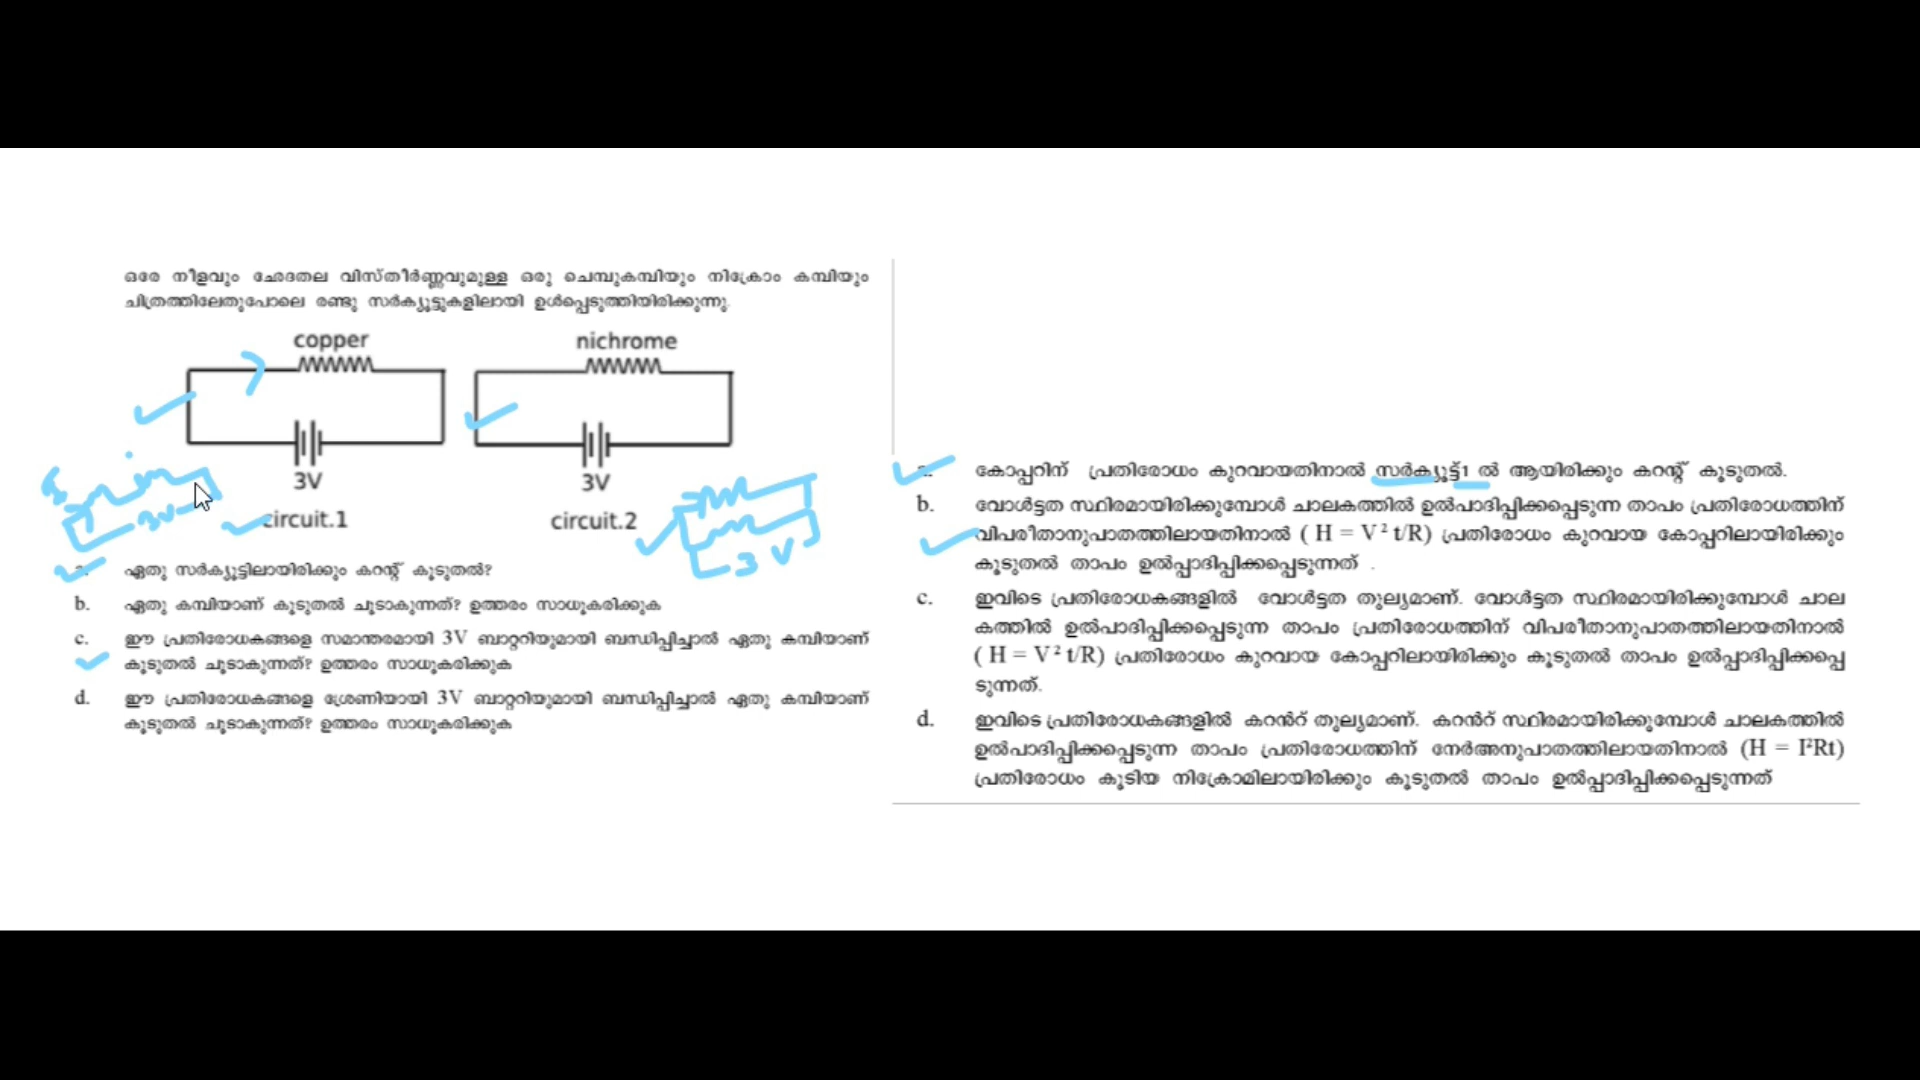 ഒരേ നീളവും ഛേദതല വിസ്തീർണ്ണവുമുള്ള ഒരു ചെമ്പുകമ്പിയും നിക്രോം കമ്പിയും
ചിത്രത്തിലേതുപോലെ രണ്ടു സർക്യൂട്ടുകളിലായി ഉൾപ്പെടുത്തിയിരിക്കുന്നു.
copper
nichrome
3V
3V
3V
3 V
circuit.1
circuit.2
ഏതു സർക്യൂട്ടിലായിരിക്കും കറന്റ് കൂടുതൽ?
b. ഏതു കമ്പിയാണ് കൂടുതൽ ചൂടാകുന്നത്? ഉത്തരം സാധൂകരിക്കുക
c. ഈ പ്രതിരോധകങ്ങളെ സമാന്തരമായി 3V ബാറ്ററിയുമായി ബന്ധിപ്പിച്ചാൽ ഏതു കമ്പിയാണ്
കൂടുതൽ ചൂടാകുന്നത്? ഉത്തരം സാധൂകരിക്കുക
d. ഈ പ്രതിരോധകങ്ങളെ ശ്രേണിയായി 3V ബാറ്ററിയുമായി ബന്ധിപ്പിച്ചാൽ ഏതു കമ്പിയാണ്
കൂടുതൽ ചൂടാകുന്നത്? ഉത്തരം സാധൂകരിക്കുക
കോപ്പറിന് പ്രതിരോധം കുറവായതിനാൽ സർക്യൂട്ട്1 ൽ ആയിരിക്കും കറന്റ് കൂടുതൽ.
b. വോൾട്ടത സ്ഥിരമായിരിക്കുമ്പോൾ ചാലകത്തിൽ ഉൽപാദിപ്പിക്കപ്പെടുന്ന താപം പ്രതിരോധത്തിന്
വിപരീതാനുപാതത്തിലായതിനാൽ ( H = V² t/R) പ്രതിരോധം കുറവായ കോപ്പറിലായിരിക്കും
കൂടുതൽ താപം ഉൽപ്പാദിപ്പിക്കപ്പെടുന്നത് .
c. ഇവിടെ പ്രതിരോധകങ്ങളിൽ വോൾട്ടത തുല്യമാണ്. വോൾട്ടത സ്ഥിരമായിരിക്കുമ്പോൾ ചാല
കത്തിൽ ഉൽപാദിപ്പിക്കപ്പെടുന്ന താപം പ്രതിരോധത്തിന് വിപരീതാനുപാതത്തിലായതിനാൽ
( H = V² t/R) പ്രതിരോധം കുറവായ കോപ്പറിലായിരിക്കും കൂടുതൽ താപം ഉൽപ്പാദിപ്പിക്കപ്പെ
ടുന്നത്.
d. ഇവിടെ പ്രതിരോധകങ്ങളിൽ കറൻറ് തുല്യമാണ്. കറൻറ് സ്ഥിരമായിരിക്കുമ്പോൾ ചാലകത്തിൽ
ഉൽപാദിപ്പിക്കപ്പെടുന്ന താപം പ്രതിരോധത്തിന് നേർഅനുപാതത്തിലായതിനാൽ (H = I²Rt)
പ്രതിരോധം കൂടിയ നിക്രോമിലായിരിക്കും കൂടുതൽ താപം ഉൽപ്പാദിപ്പിക്കപ്പെടുന്നത്